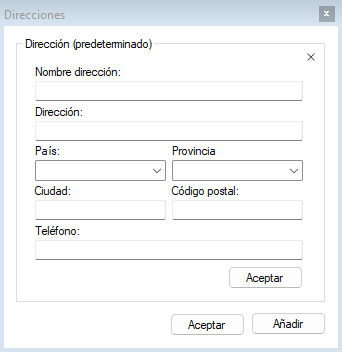 Direcciones
Dirección (predeterminado)
Nombre dirección:
Dirección:
País: Provincia
Ciudad: Código postal:
Teléfono:
Aceptar
Aceptar Añadir